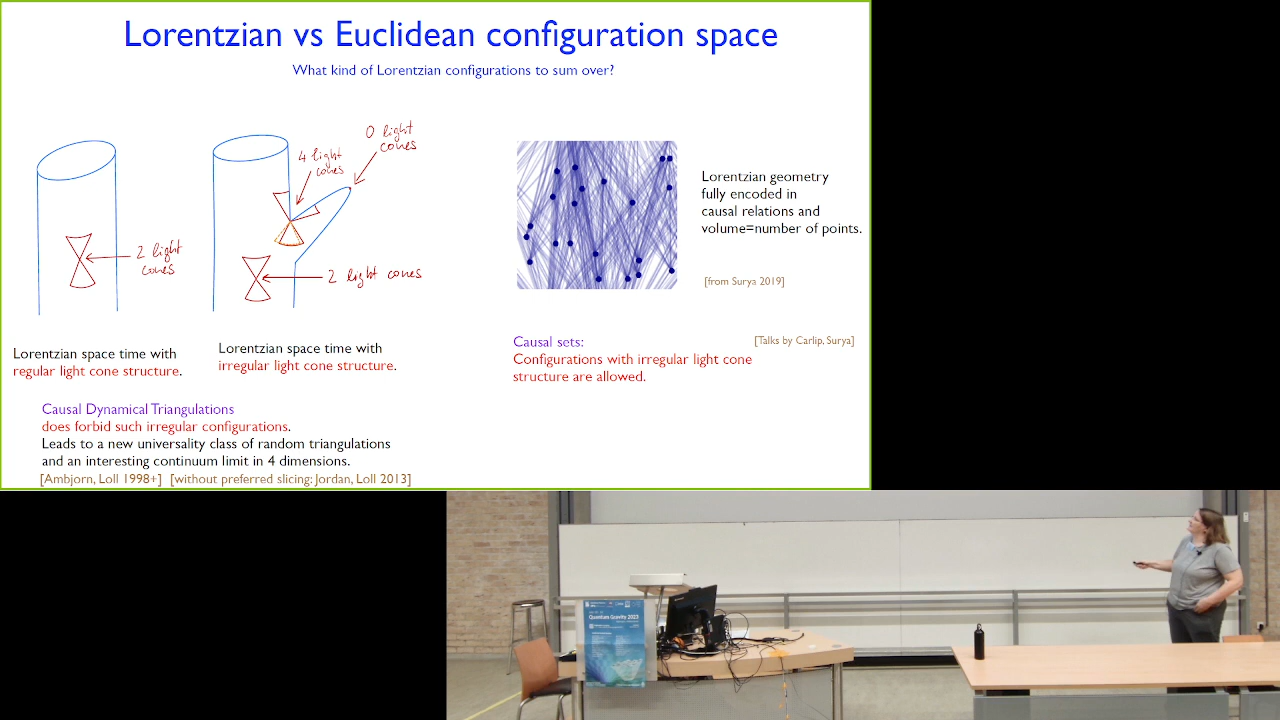 Lorentzian vs Euclidean configuration space
What kind of Lorentzian configurations to sum over?
2 light
cones
4 light
cones
0 light
cones
2 light cones
Lorentzian space time with
regular light cone structure.
Lorentzian space time with
irregular light cone structure.
Causal Dynamical Triangulations
does forbid such irregular configurations.
Leads to a new universality class of random triangulations
and an interesting continuum limit in 4 dimensions.
[Ambjorn, Loll 1998+] [without preferred slicing: Jordan, Loll 2013]
Lorentzian geometry
fully encoded in
causal relations and
volume=number of points.
[from Surya 2019]
Causal sets:
[Talks by Carlip, Surya]
Configurations with irregular light cone
structure are allowed.
Quantum Gravity 2023